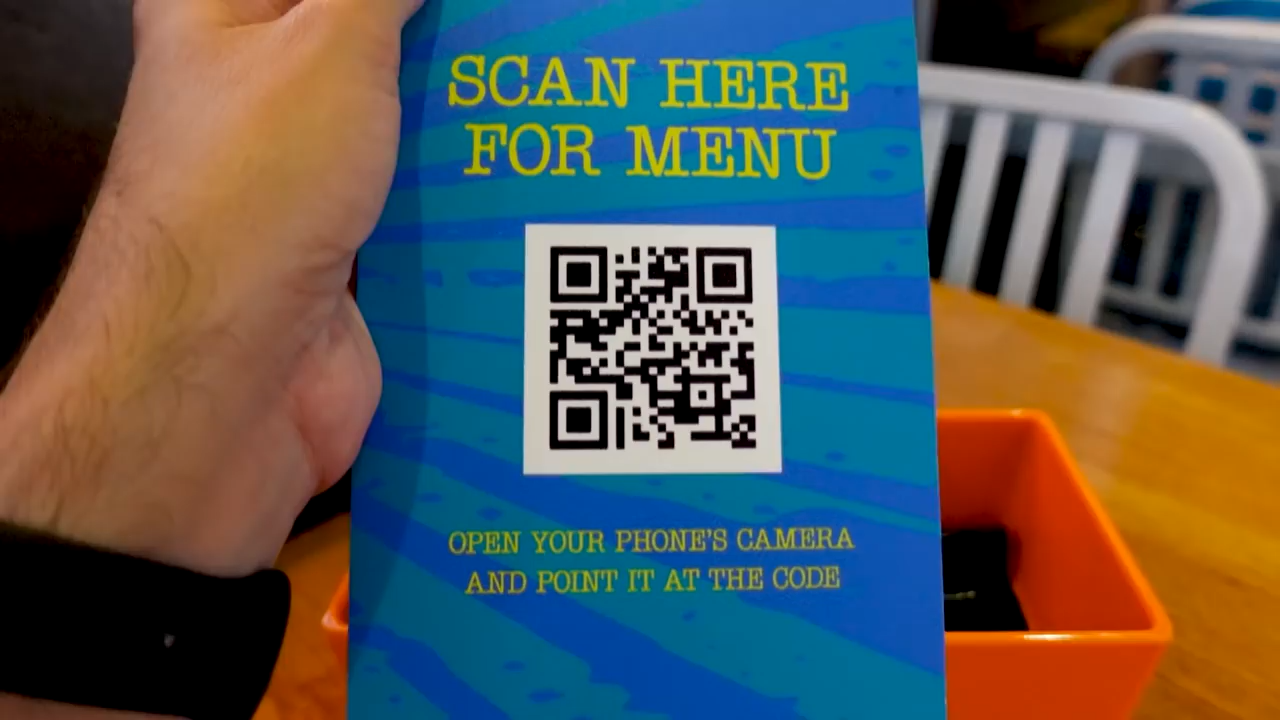 SCAN HERE
FOR MENU
OPEN YOUR PHONE'S CAMERA
AND POINT IT AT THE CODE